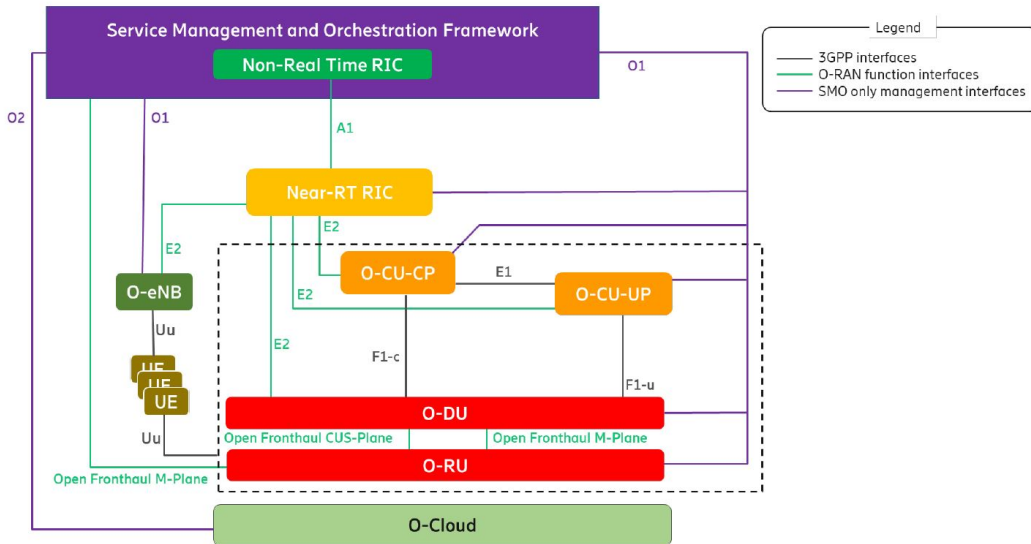 Service Management and Orchestration Framework
Non-Real Time RIC
Legend
3GPP interfaces
O-RAN function interfaces
SMO only management interfaces
O1
O2
O1
A1
Near-RT RIC
E2
E2
O-CU-CP
E1
O-CU-UP
O-eNB
E2
Uu
E2
F1-c
UE
UE
UE
F1-u
O-DU
Uu
Open Fronthaul CUS-Plane
Open Fronthaul M-Plane
O-RU
Open Fronthaul M-Plane
O-Cloud